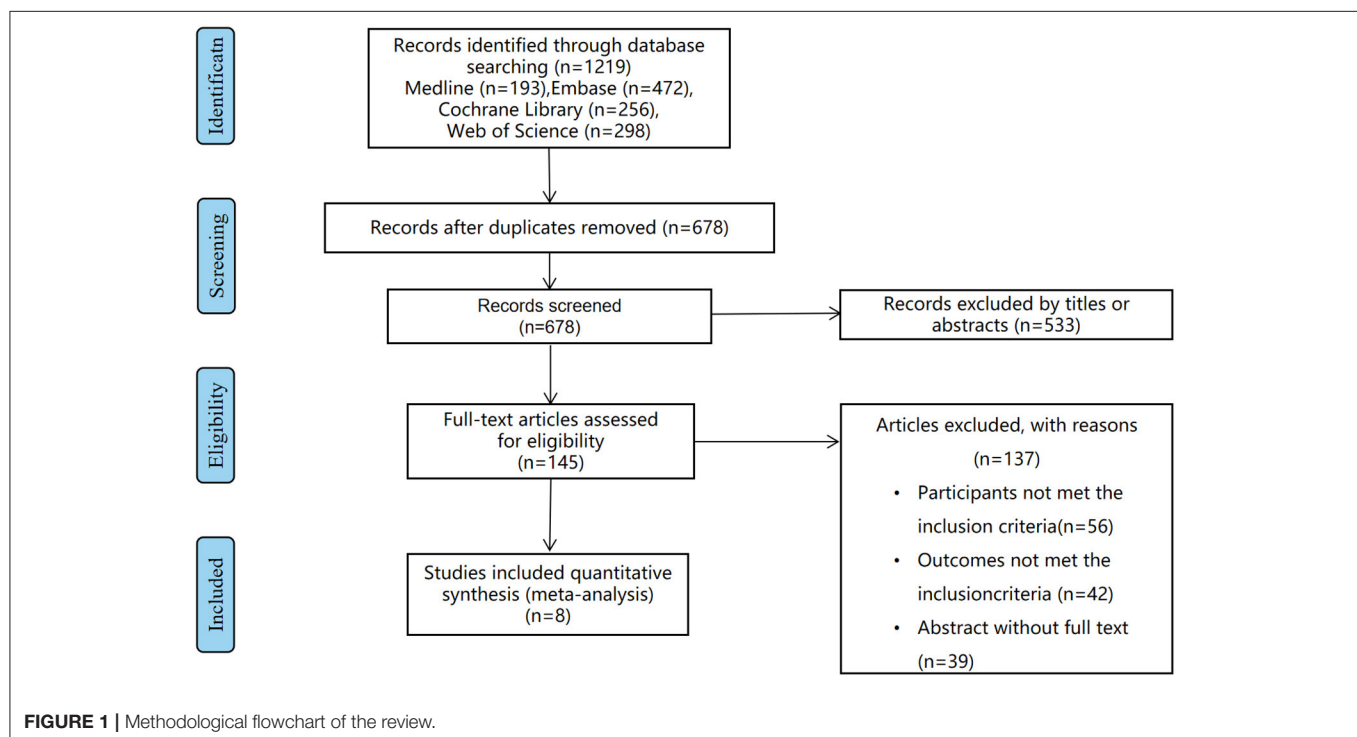 Identificatn
Records identified through database
searching (n=1219)
Medline (n=193),Embase (n=472),
Cochrane Library (n=256),
Web of Science (n=298)
Screening
Records after duplicates removed (n=678)
Records screened
(n=678)
Records excluded by titles or
abstracts (n=533)
Eligibility
Full-text articles assessed
for eligibility
(n=145)
Articles excluded, with reasons
(n=137)
• Participants not met the
inclusion criteria(n=56)
• Outcomes not met the
inclusioncriteria (n=42)
• Abstract without full text
(n=39)
Included
Studies included quantitative
synthesis (meta-analysis)
(n=8)
FIGURE 1 | Methodological flowchart of the review.